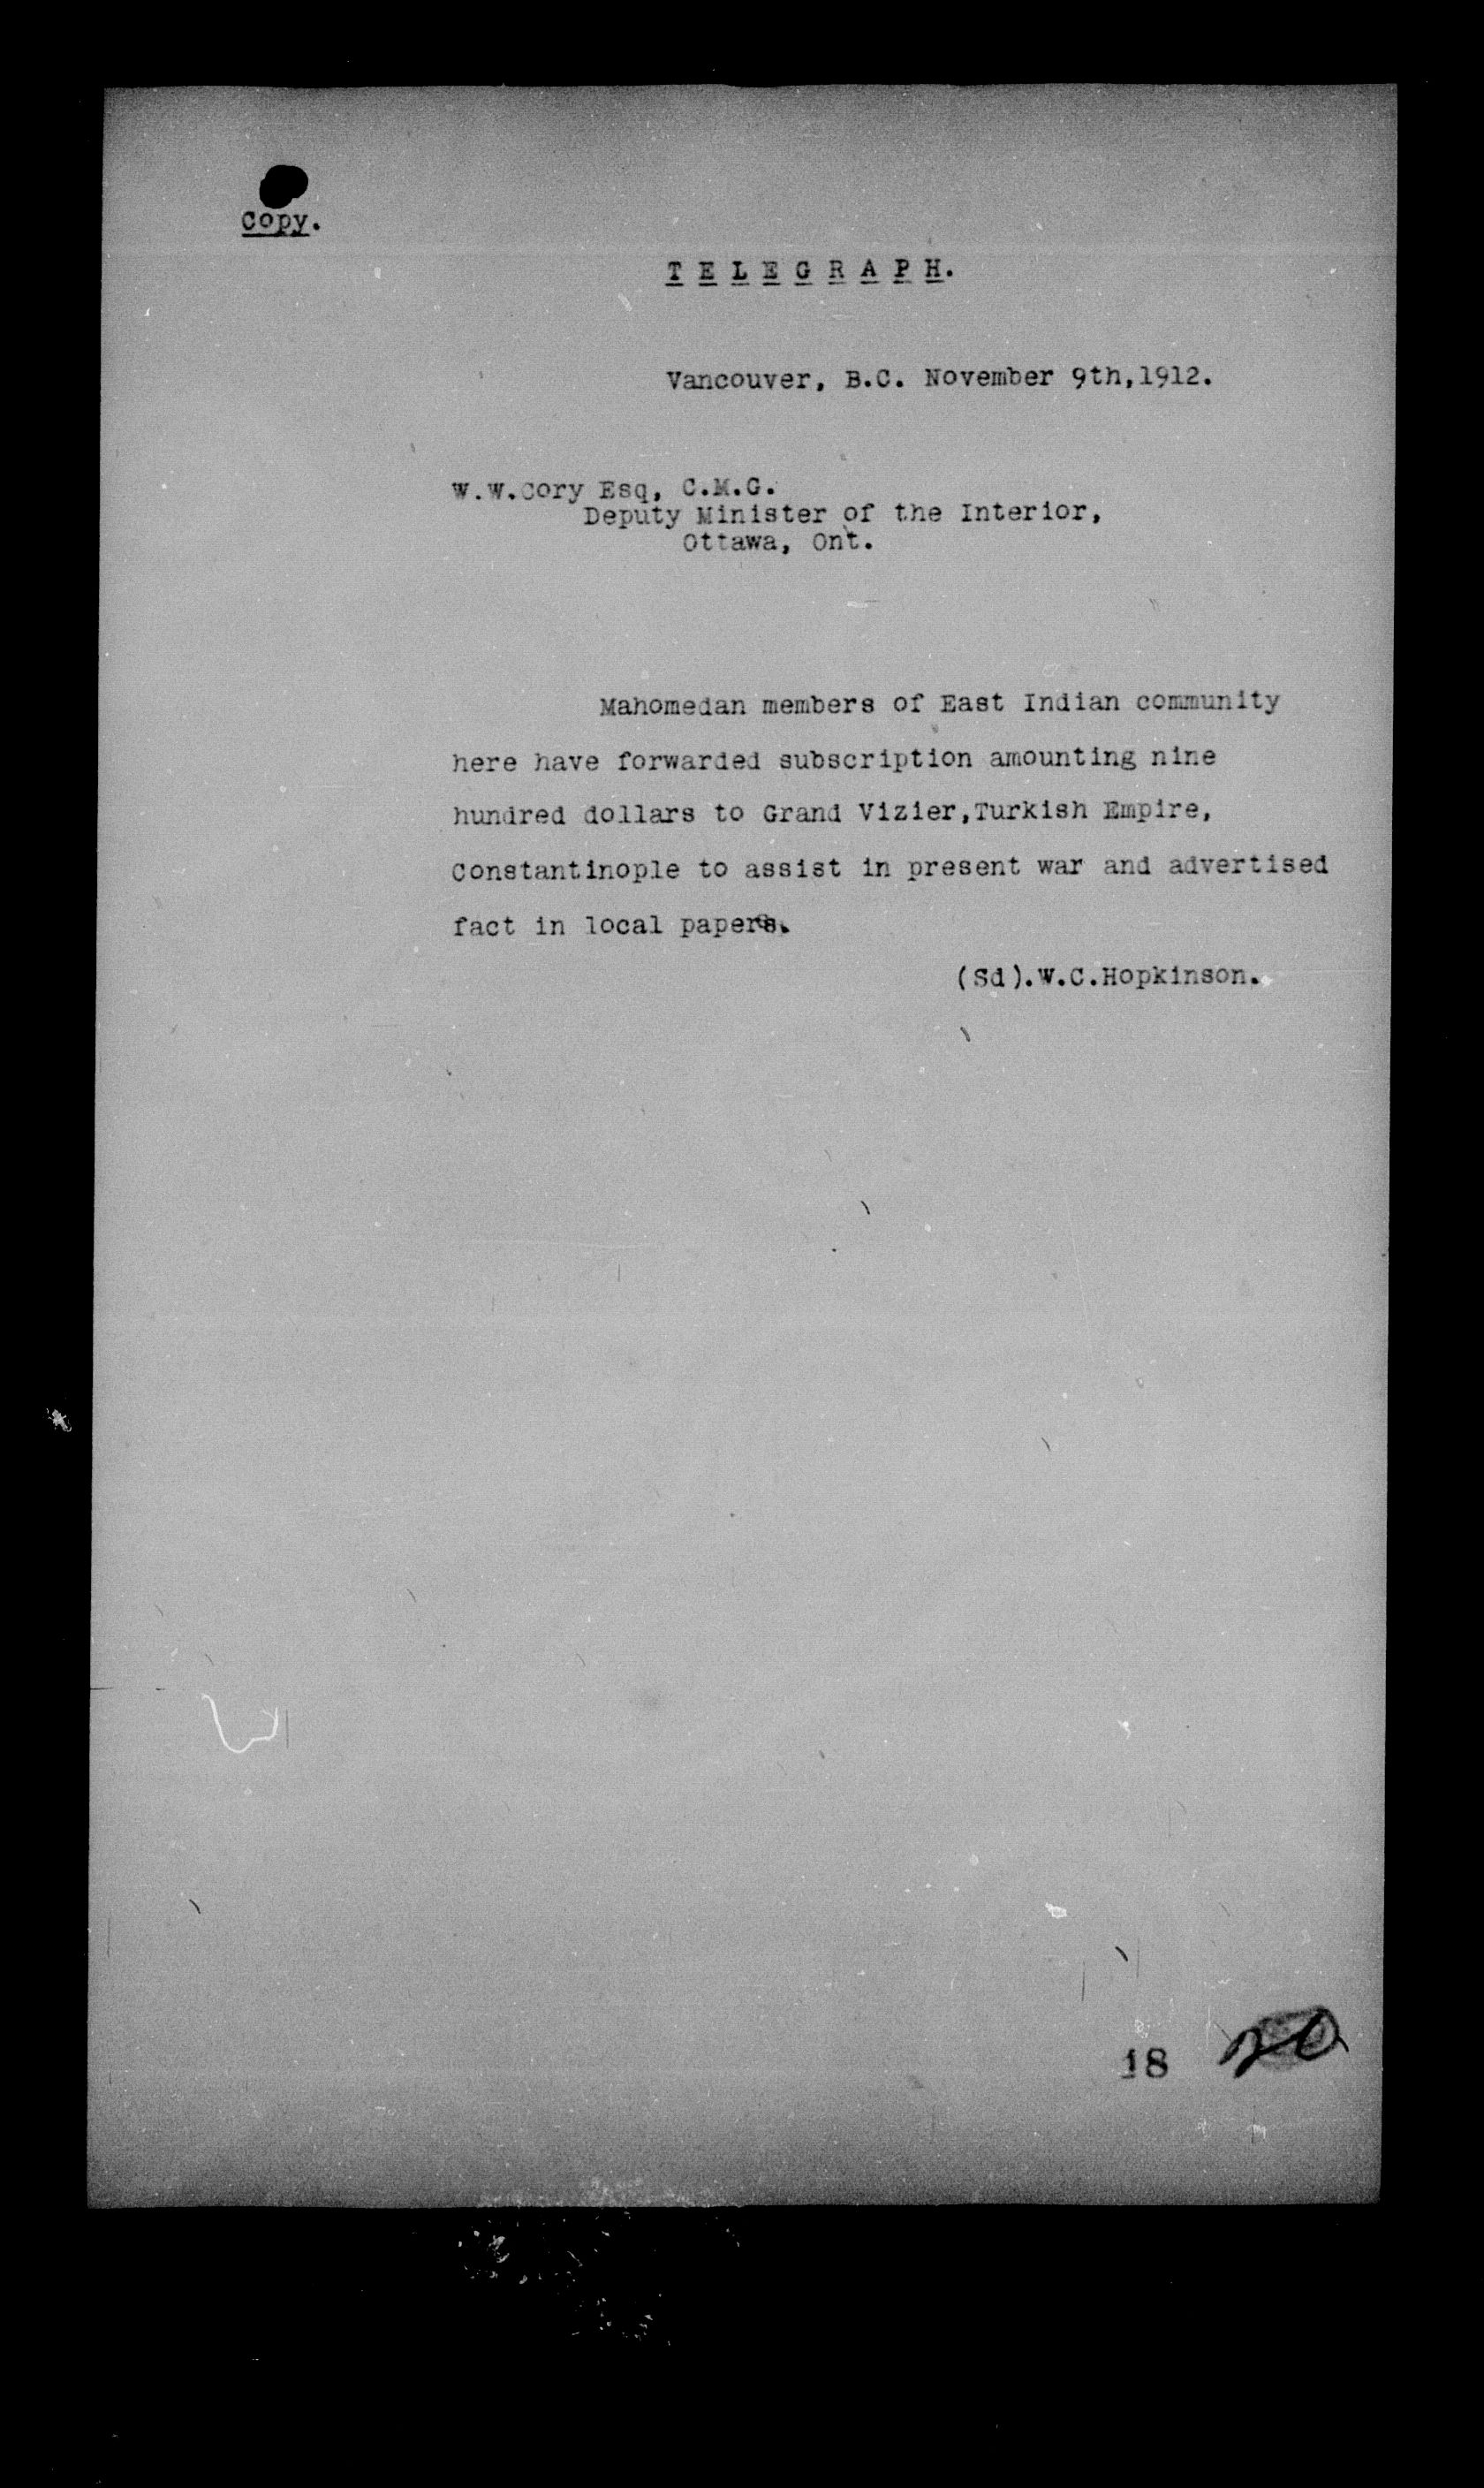 Copy.
TELEGRAPH.
Vancouver, B.C. November 9th,1912.
W.W.Cory Esq, C.M.G.
Deputy Minister of the Interior,
Ottawa, Ont.
Mahomedan members of East Indian community
here have forwarded subscription amounting nine
hundred dollars to Grand Vizier,Turkish Empire,
Constantinople to assist in present war and advertised
fact in local papers.
(Sd).W.C.Hopkinson.
18 20